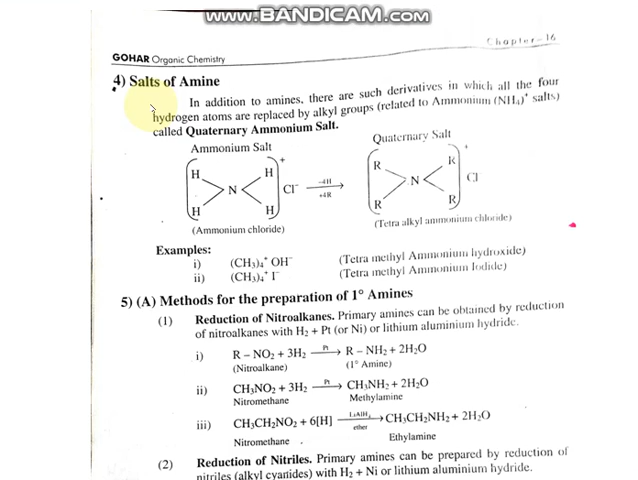 www.BANDICAM.com
Chapter-16
GOHAR Organic Chemistry
4) Salts of Amine
In addition to amines, there are such derivatives in which all the four
hydrogen atoms are replaced by alkyl groups (related to Ammonium (NH₄)⁺ salts)
called Quaternary Ammonium Salt.
Ammonium Salt Quaternary Salt
H H + R R +
N Cl⁻ -4H +4R → N Cl
H H R R
(Ammonium chloride) (Tetra alkyl ammonium chloride)
Examples:
i) (CH₃)₄⁺ OH⁻ (Tetra methyl Ammonium hydroxide)
ii) (CH₃)₄⁺ I⁻ (Tetra methyl Ammonium Iodide)
5) (A) Methods for the preparation of 1° Amines
(1) Reduction of Nitroalkanes. Primary amines can be obtained by reduction
of nitroalkanes with H₂ + Pt (or Ni) or lithium aluminium hydride.
i) R – NO₂ + 3H₂ —Pt→ R – NH₂ + 2H₂O
(Nitroalkane) (1° Amine)
ii) CH₃NO₂ + 3H₂ —Pt→ CH₃NH₂ + 2H₂O
Nitromethane Methylamine
iii) CH₃CH₂NO₂ + 6[H] —LiAlH₄ ether→ CH₃CH₂NH₂ + 2H₂O
Nitromethane Ethylamine
(2) Reduction of Nitriles. Primary amines can be prepared by reduction of
nitriles (alkyl cyanides) with H₂ + Ni or lithium aluminium hydride.